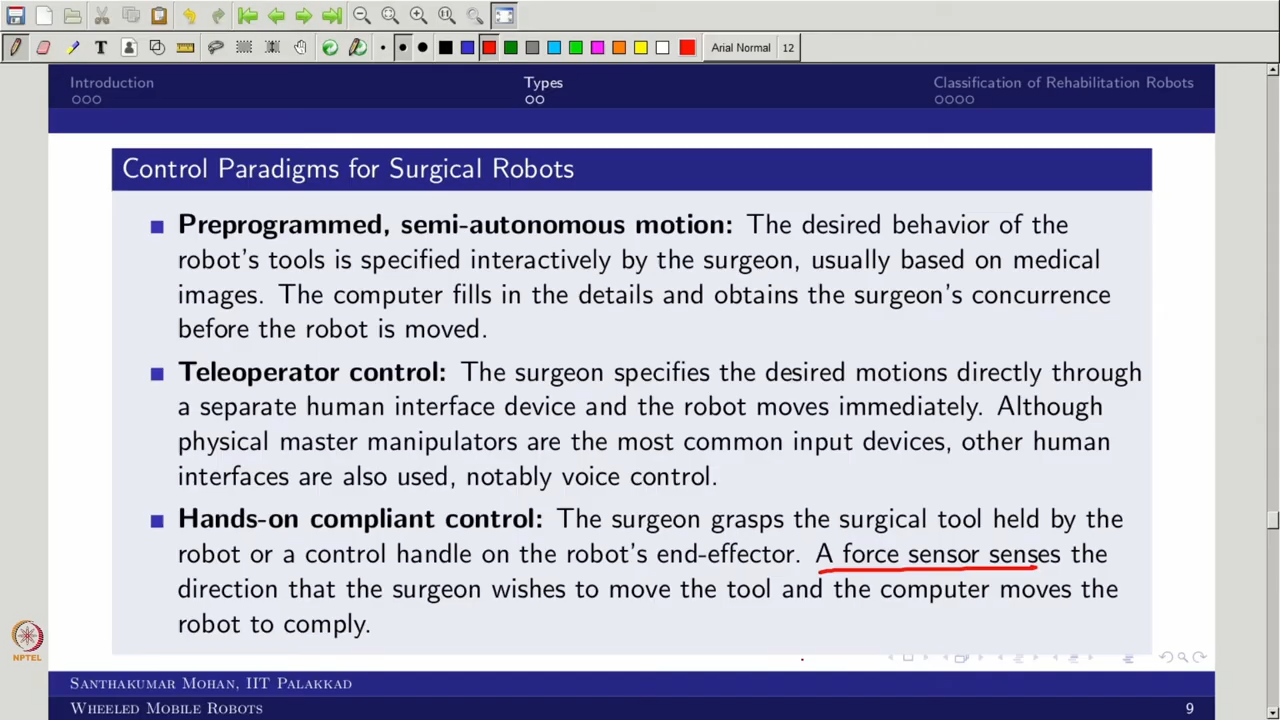 T
Arial Normal 12
Introduction Types Classification of Rehabilitation Robots
Control Paradigms for Surgical Robots
Preprogrammed, semi-autonomous motion: The desired behavior of the
robot's tools is specified interactively by the surgeon, usually based on medical
images. The computer fills in the details and obtains the surgeon's concurrence
before the robot is moved.
Teleoperator control: The surgeon specifies the desired motions directly through
a separate human interface device and the robot moves immediately. Although
physical master manipulators are the most common input devices, other human
interfaces are also used, notably voice control.
Hands-on compliant control: The surgeon grasps the surgical tool held by the
robot or a control handle on the robot's end-effector. A force sensor senses the
direction that the surgeon wishes to move the tool and the computer moves the
robot to comply.
NPTEL
Santhakumar Mohan, IIT Palakkad
Wheeled Mobile Robots 9